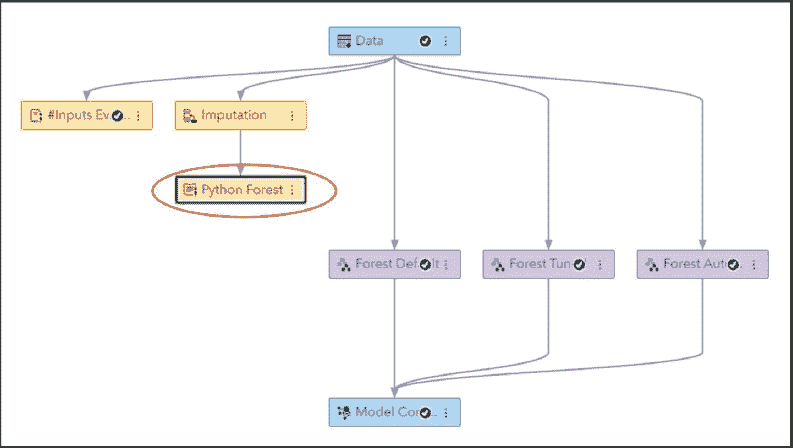 Data
#Inputs Ev...
Imputation
Python Forest
Forest Def lt
Forest Tun
Forest Aut
Model Co